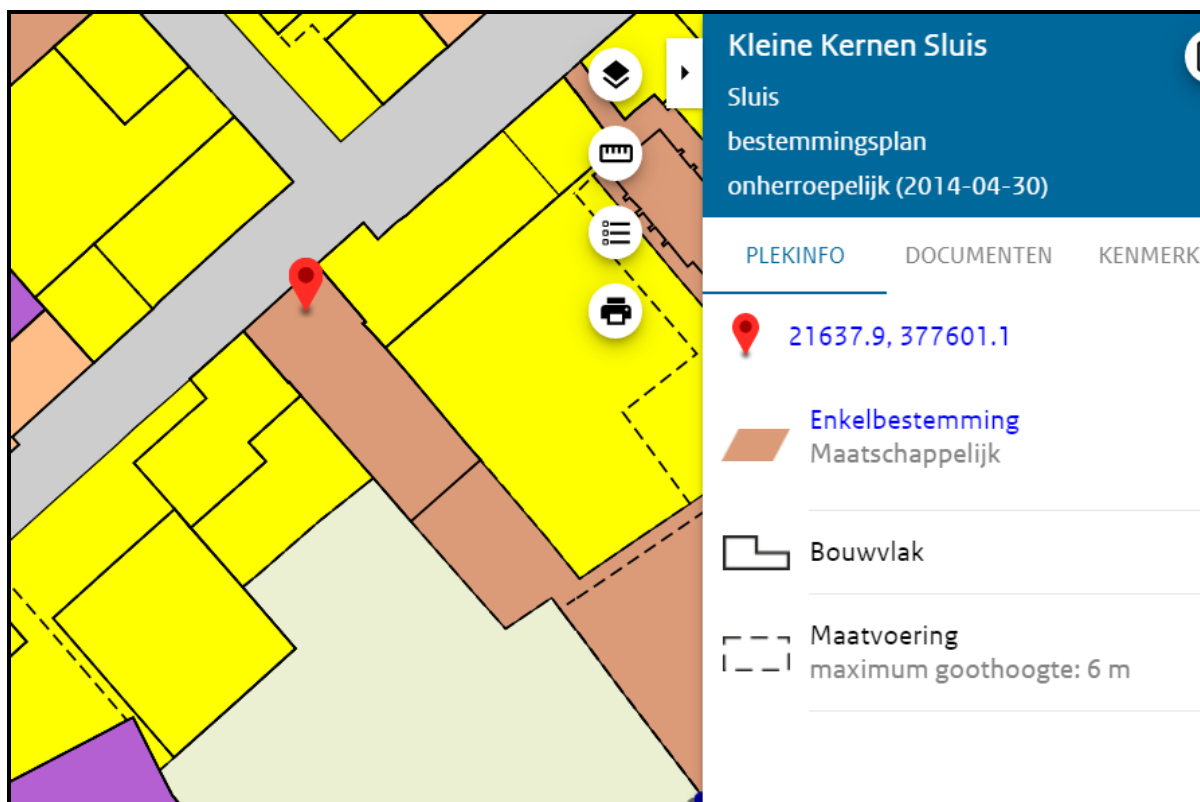 Kleine Kernen Sluis
Sluis
bestemmingsplan
onherroepelijk (2014-04-30)
PLEKINFO DOCUMENTEN KENMERK
21637.9, 377601.1
Enkelbestemming
Maatschappelijk
Bouwvlak
Maatvoering
maximum goothoogte: 6 m